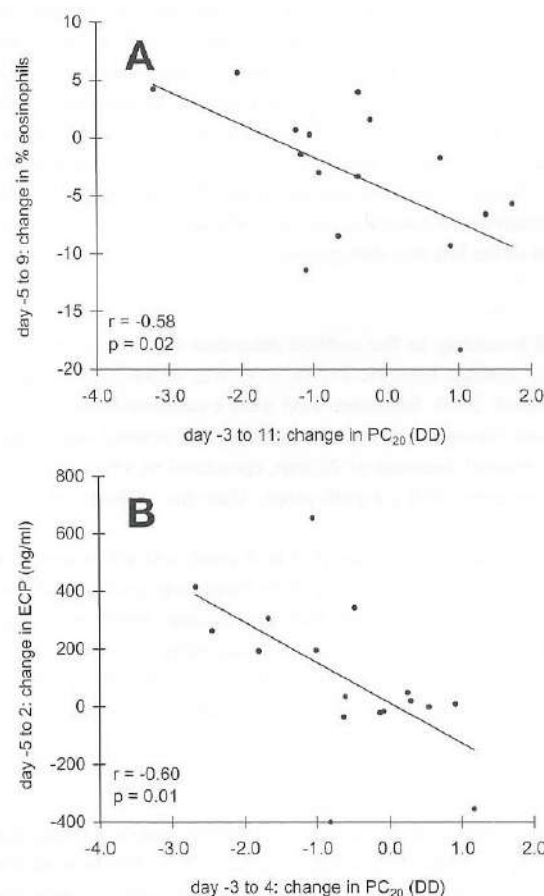 A
day -5 to 9: change in % eosinophils
10
5
0
-5
-10
-15
-20
r = -0.58
p = 0.02
-4.0 -3.0 -2.0 -1.0 0.0 1.0 2.0
day -3 to 11: change in PC20 (DD)
B
day -5 to 2: change in ECP (ng/ml)
800
600
400
200
0
-200
-400
r = -0.60
p = 0.01
-4.0 -3.0 -2.0 -1.0 0.0 1.0 2.0
day -3 to 4: change in PC20 (DD)